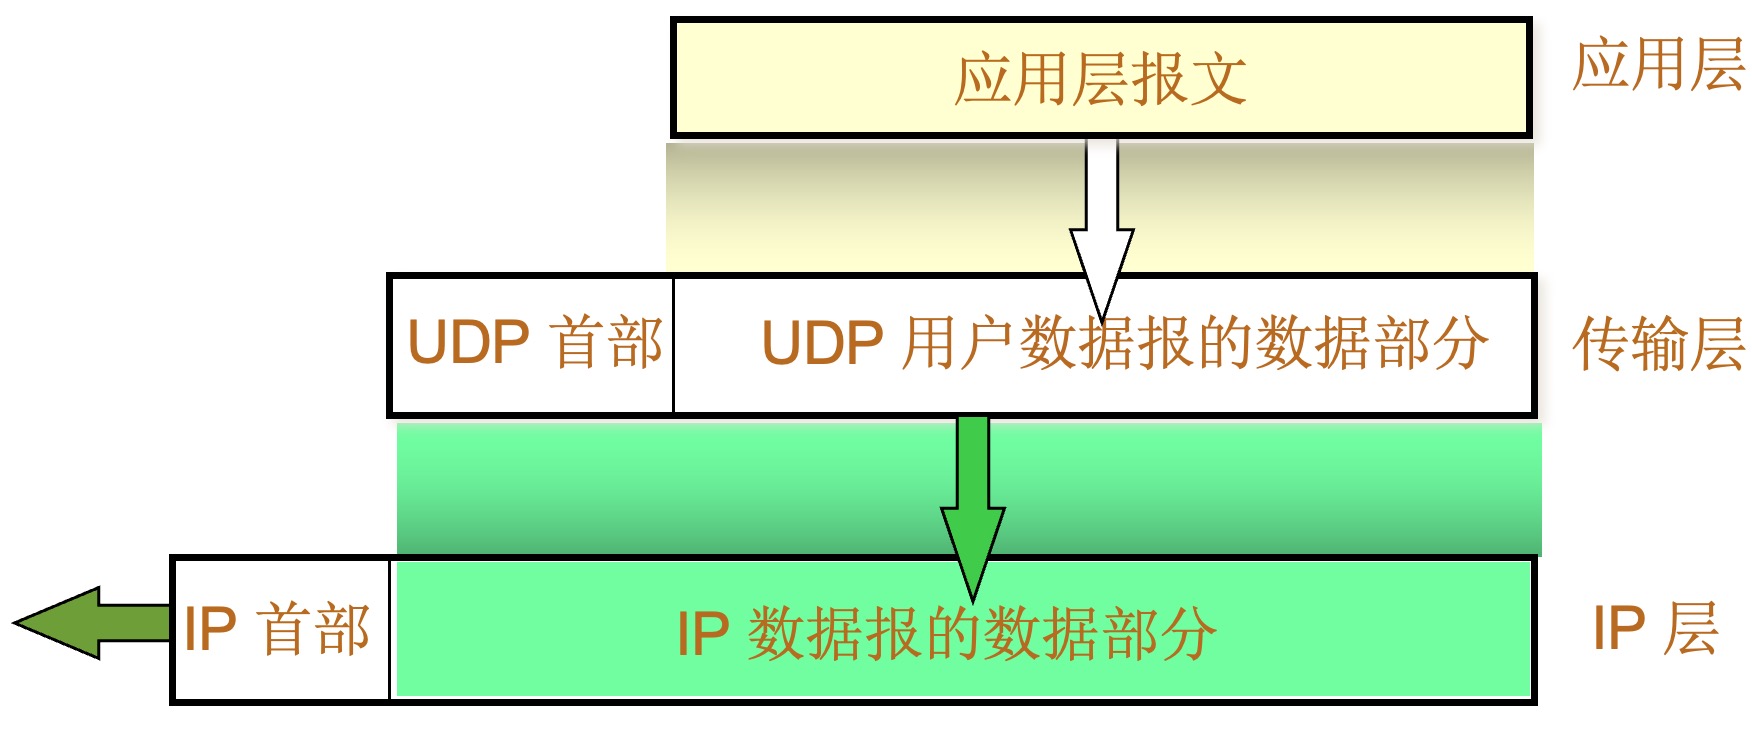 应用层报文 应用层
UDP 首部 UDP 用户数据报的数据部分 传输层
IP 首部 IP 数据报的数据部分 IP 层